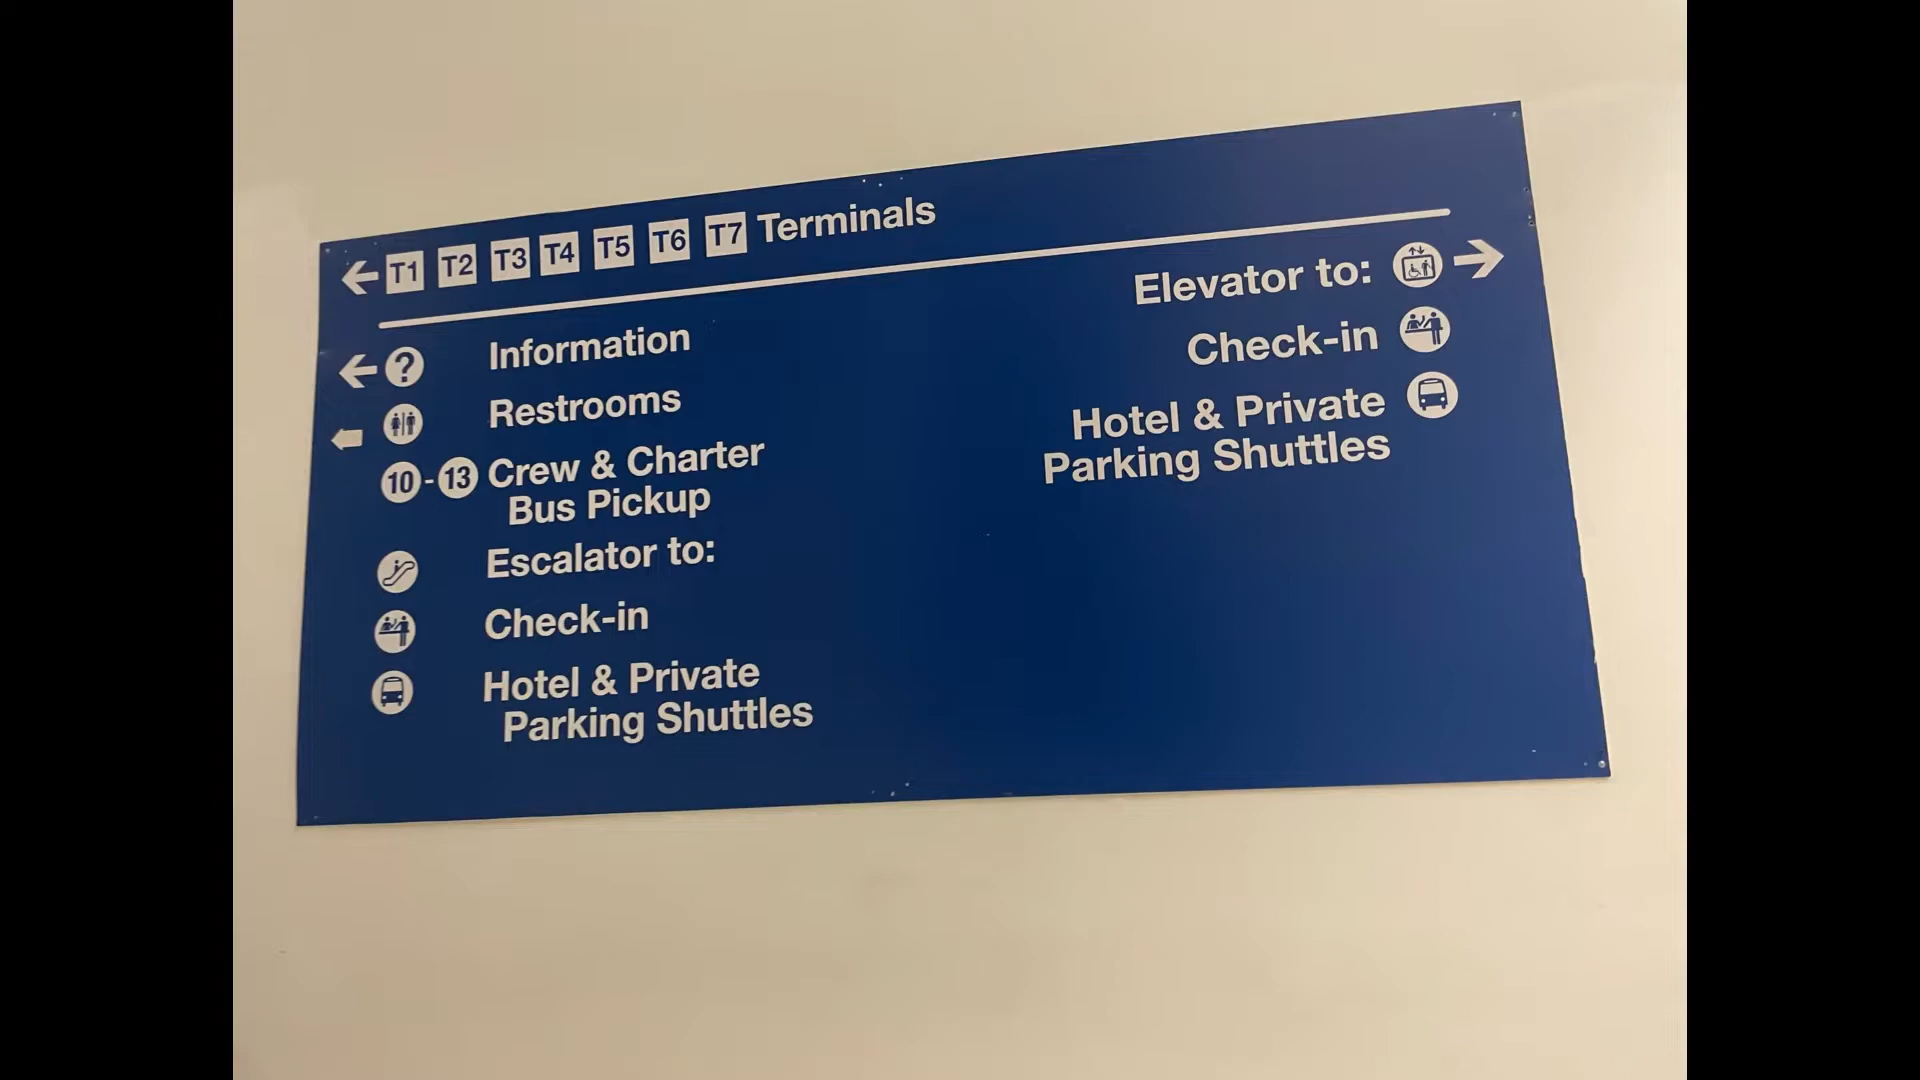 ← T1 T2 T3 T4 T5 T6 T7 Terminals
← ? Information
Restrooms
10 - 13 Crew & Charter
Bus Pickup
Escalator to:
Check-in
Hotel & Private
Parking Shuttles
Elevator to: →
Check-in
Hotel & Private
Parking Shuttles